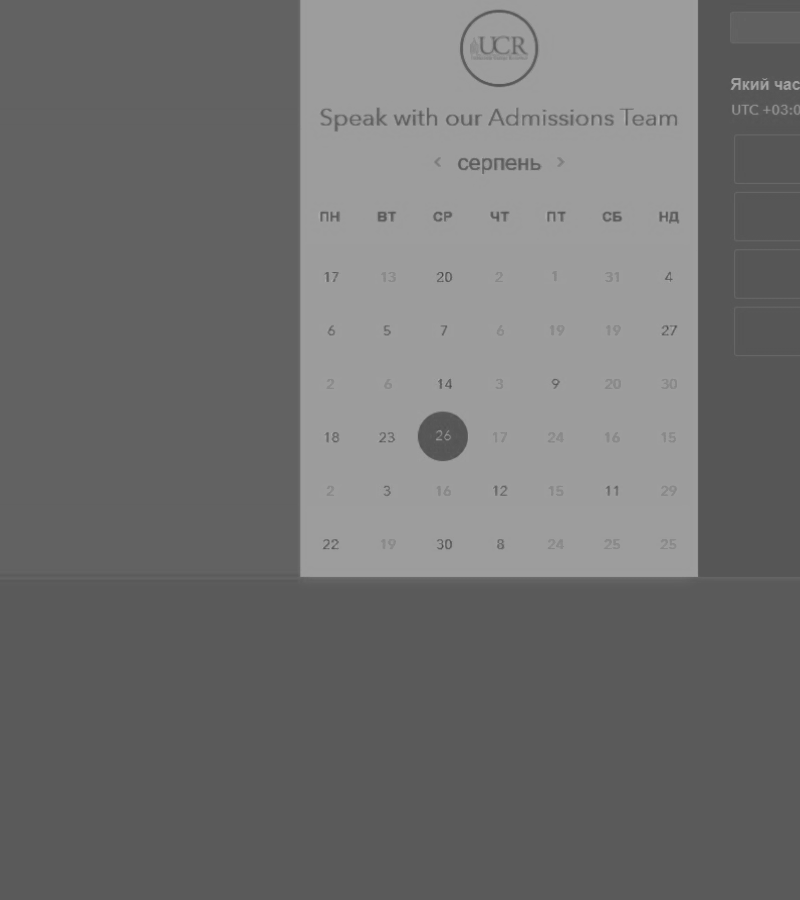 UCR
Speak with our Admissions Team
< серпень >
ПН ВТ СР ЧТ ПТ СБ НД
17 13 20 2 1 31 4
6 5 7 6 19 19 27
2 6 14 3 9 20 30
18 23 26 17 24 16 15
2 3 16 12 15 11 29
22 19 30 8 24 25 25
Який час
UTC +03:0